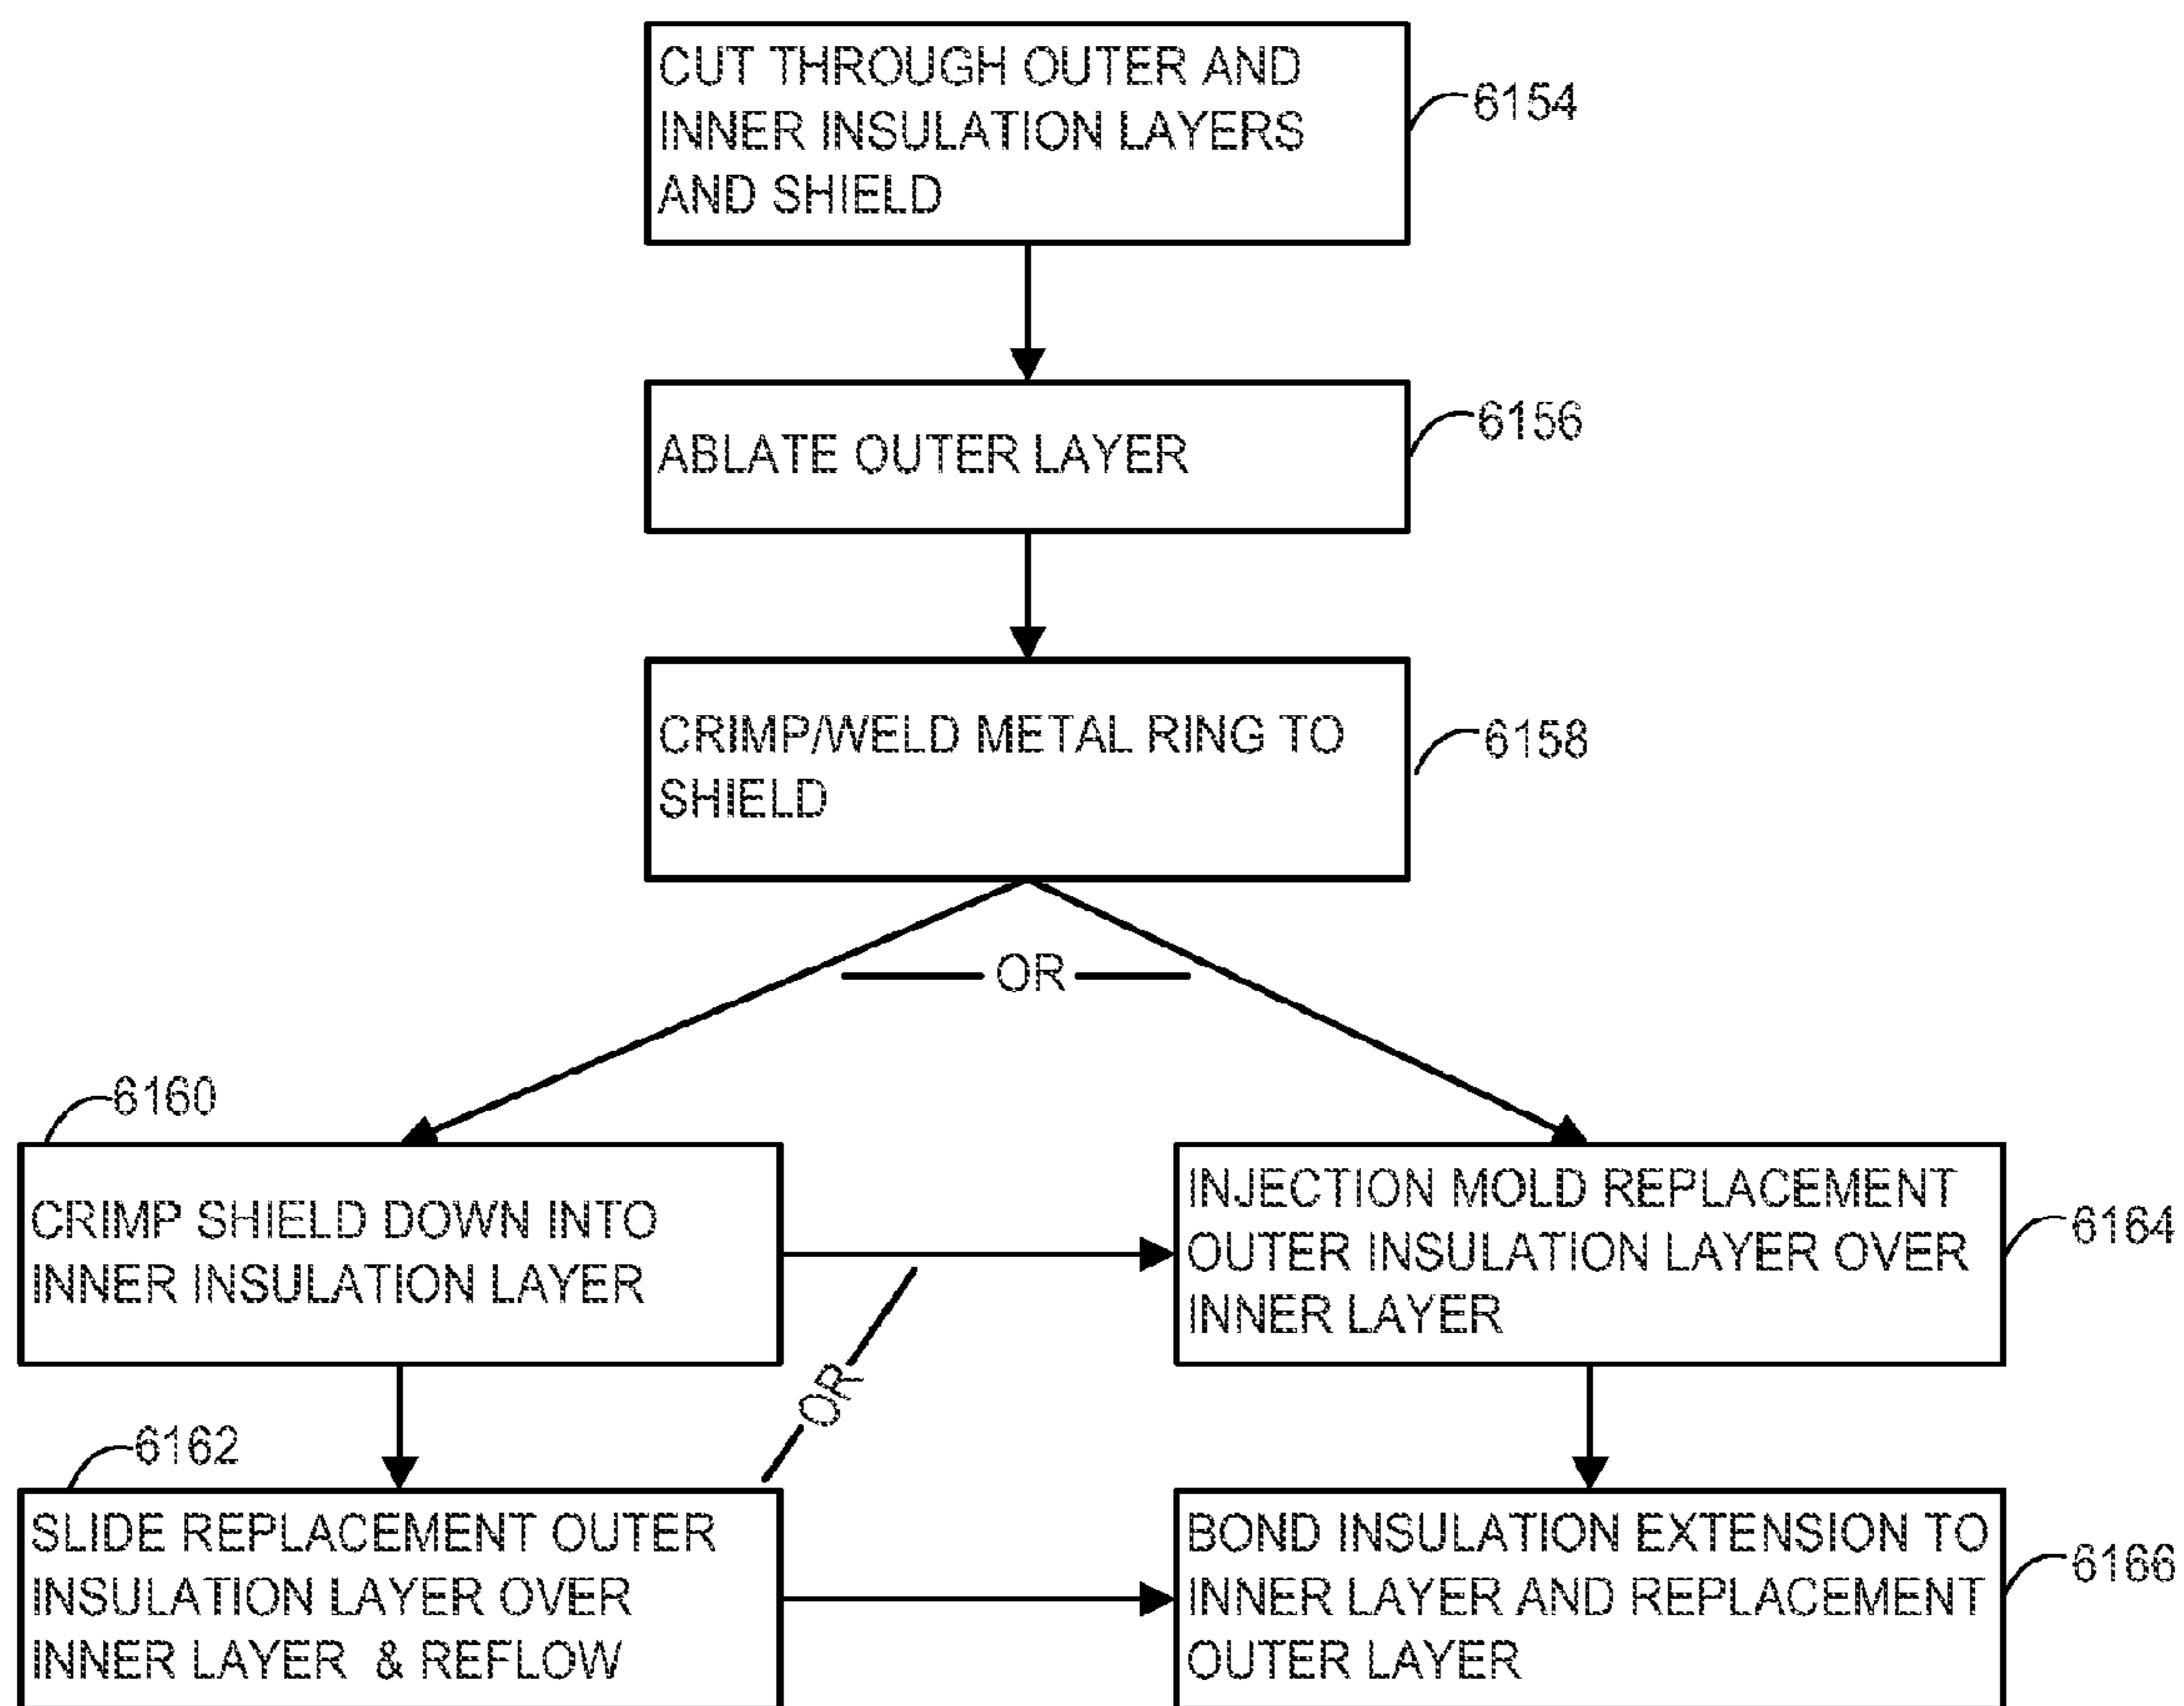 CUT THROUGH OUTER AND
INNER INSULATION LAYERS
AND SHIELD
6154
ABLATE OUTER LAYER
6156
CRIMP/WELD METAL RING TO
SHIELD
6158
OR
6160
CRIMP SHIELD DOWN INTO
INNER INSULATION LAYER
INJECTION MOLD REPLACEMENT
OUTER INSULATION LAYER OVER
INNER LAYER
6164
OR
6162
SLIDE REPLACEMENT OUTER
INSULATION LAYER OVER
INNER LAYER & REFLOW
BOND INSULATION EXTENSION TO
INNER LAYER AND REPLACEMENT
OUTER LAYER
6166